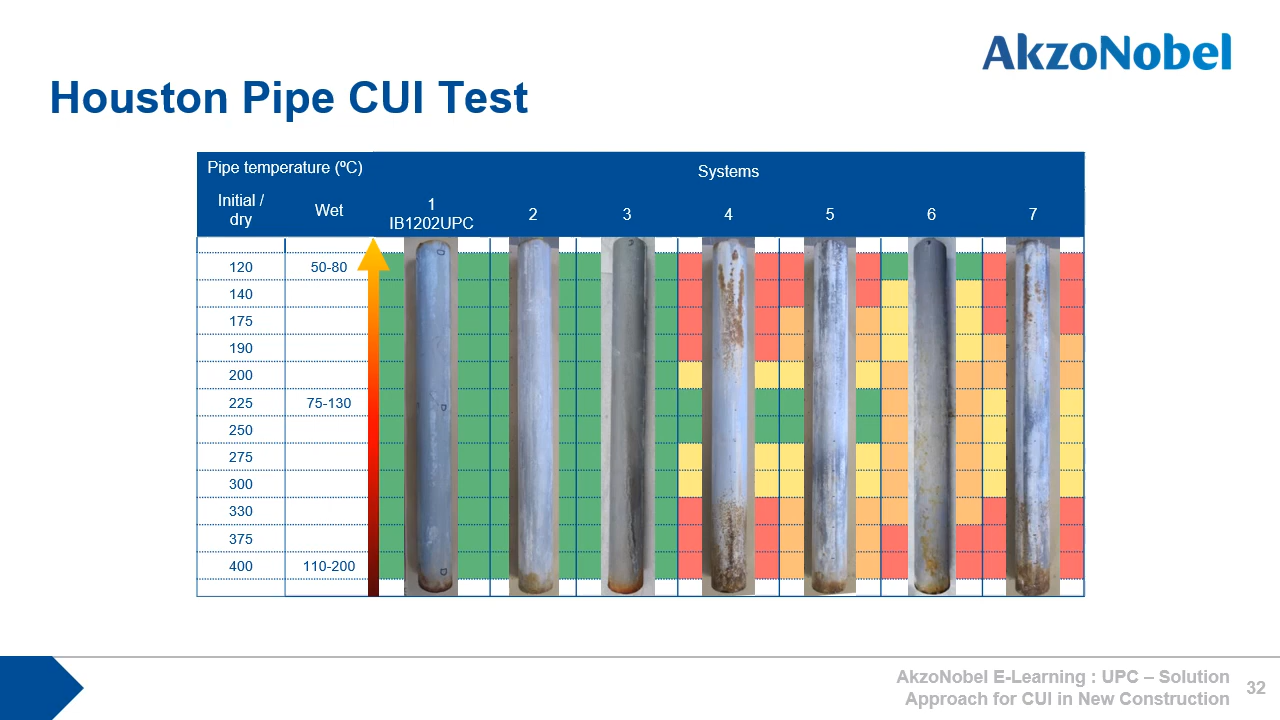 AkzoNobel
Houston Pipe CUI Test
Pipe temperature (ºC)
Systems
Initial /
dry
Wet
1
IB1202UPC
2
3
4
5
6
7
120
50-80
140
175
190
200
225
75-130
250
275
300
330
375
400
110-200
AkzoNobel E-Learning : UPC – Solution
Approach for CUI in New Construction
32